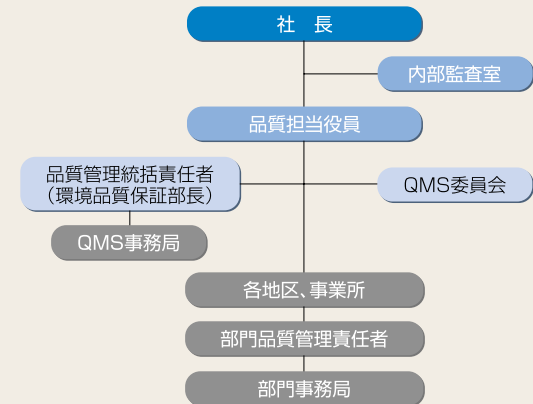 社　長
内部監査室
品質担当役員
品質管理統括責任者
（環境品質保証部長）
QMS委員会
QMS事務局
各地区、事業所
部門品質管理責任者
部門事務局